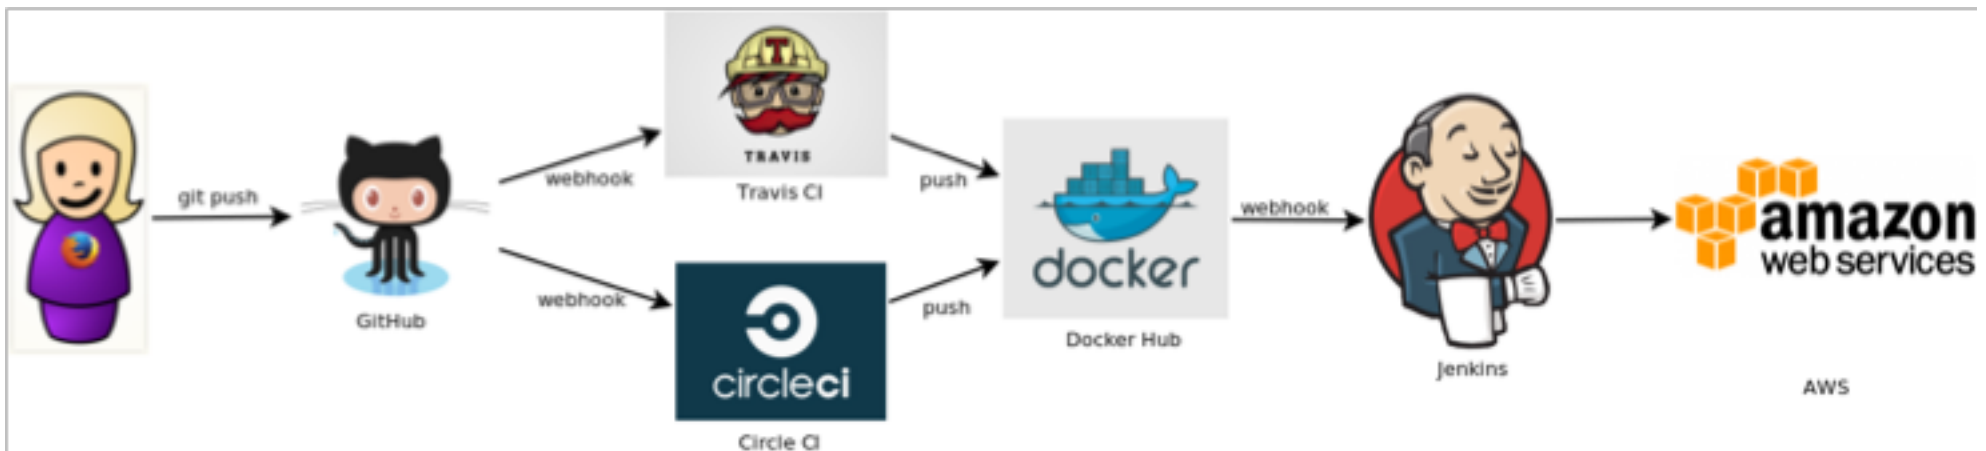 git push
GitHub
webhook
webhook
T
TRAVIS
Travis CI
circleci
Circle CI
push
push
docker
Docker Hub
webhook
Jenkins
amazon
web services
AWS